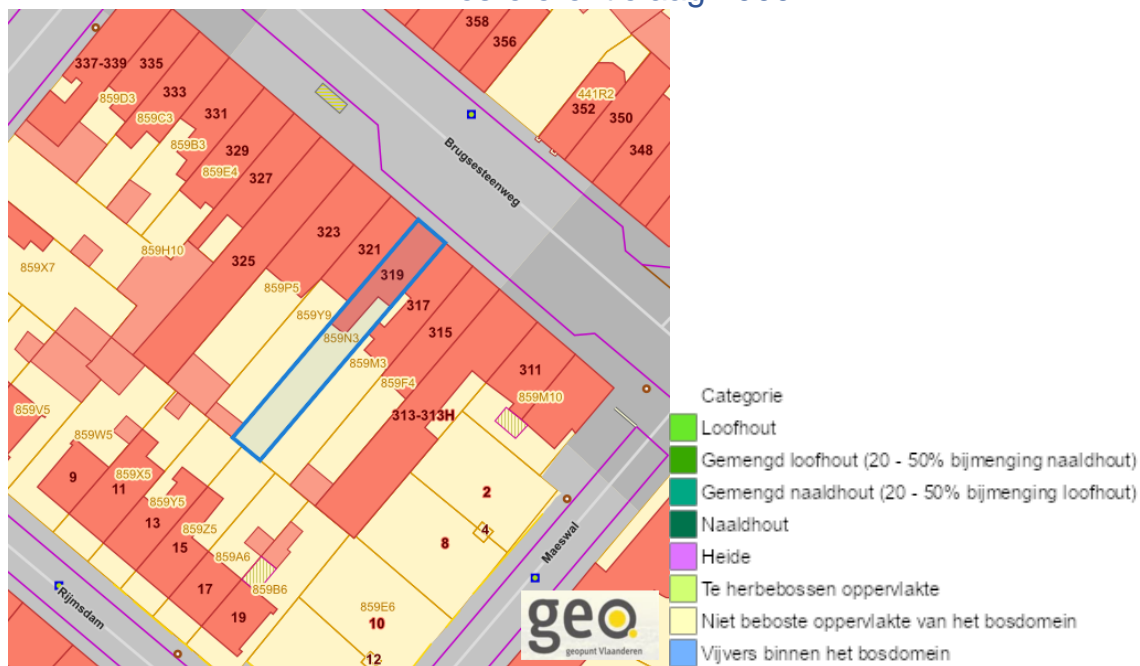 358
356
337-339
335
333
331
329
327
859D3
859C3
859B3
859E4
441R2
352
350
348
Brugsesteenweg
323
321
319
317
315
325
859H10
859X7
859P5
859Y9
859N3
859M3
859F4
311
859M10
313-313H
859V5
859W5
859X5
859Y5
859Z5
859A6
859B6
859E6
9
11
13
15
17
19
2
4
8
10
12
Maeswal
Rijmsdam
geo
geopunt Vlaanderen
Categorie
Loofhout
Gemengd loofhout (20 - 50% bijmenging naaldhout)
Gemengd naaldhout (20 - 50% bijmenging loofhout)
Naaldhout
Heide
Te herbebossen oppervlakte
Niet beboste oppervlakte van het bosdomein
Vijvers binnen het bosdomein